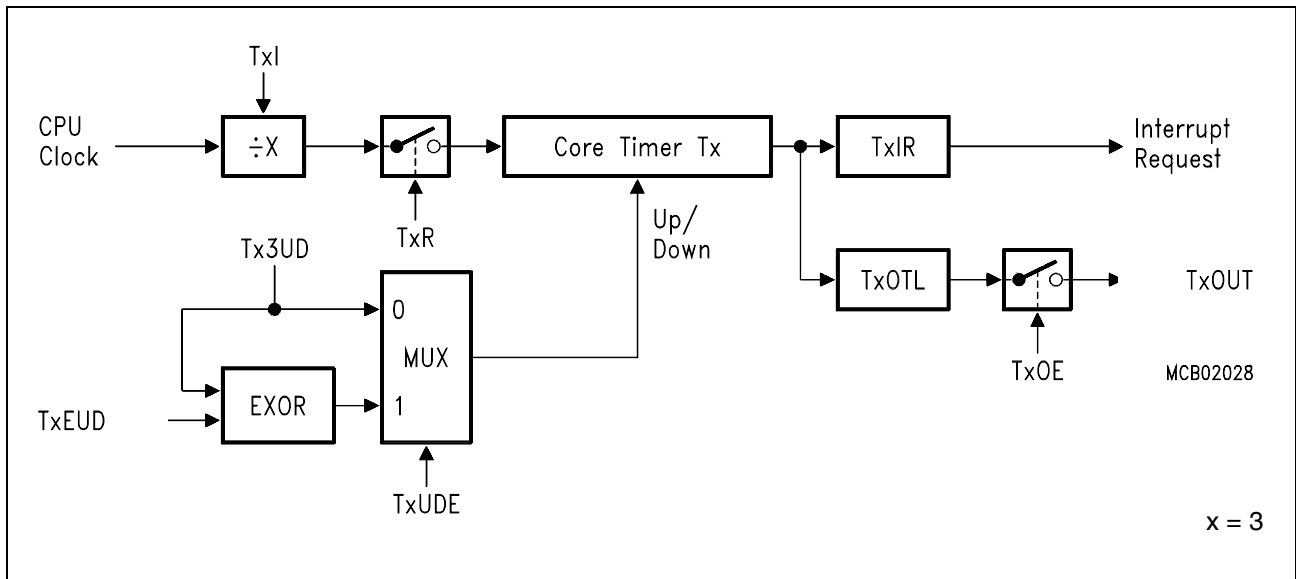 TxI
CPU
Clock
÷X
Core Timer Tx
TxIR
Interrupt
Request
TxR
Up/
Down
Tx3UD
TxOTL
TxOUT
0
MUX
TxOE
MCB02028
EXOR
1
TxEUD
TxUDE
x = 3